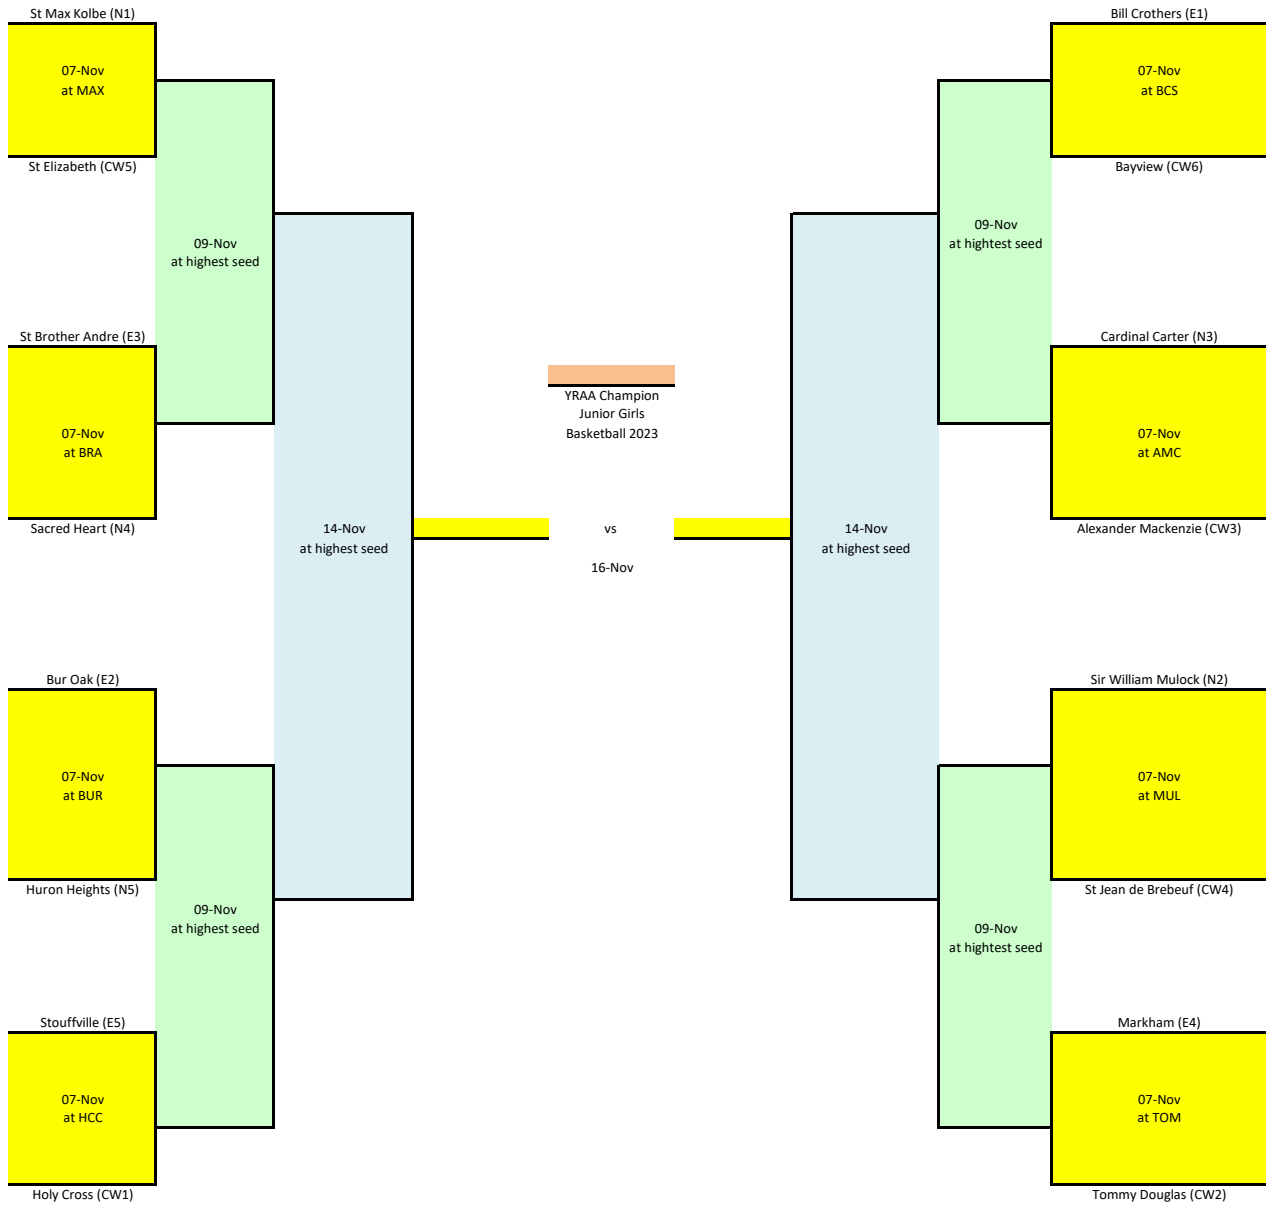 St Max Kolbe (N1)
07-Nov
at MAX
St Elizabeth (CW5)
09-Nov
at highest seed
St Brother Andre (E3)
07-Nov
at BRA
Sacred Heart (N4)
14-Nov
at highest seed
Bur Oak (E2)
07-Nov
at BUR
Huron Heights (N5)
09-Nov
at highest seed
Stouffville (E5)
07-Nov
at HCC
Holy Cross (CW1)
YRAA Champion
Junior Girls
Basketball 2023
vs
16-Nov
Bill Crothers (E1)
07-Nov
at BCS
Bayview (CW6)
09-Nov
at hightest seed
Cardinal Carter (N3)
07-Nov
at AMC
Alexander Mackenzie (CW3)
14-Nov
at highest seed
Sir William Mulock (N2)
07-Nov
at MUL
St Jean de Brebeuf (CW4)
09-Nov
at hightest seed
Markham (E4)
07-Nov
at TOM
Tommy Douglas (CW2)